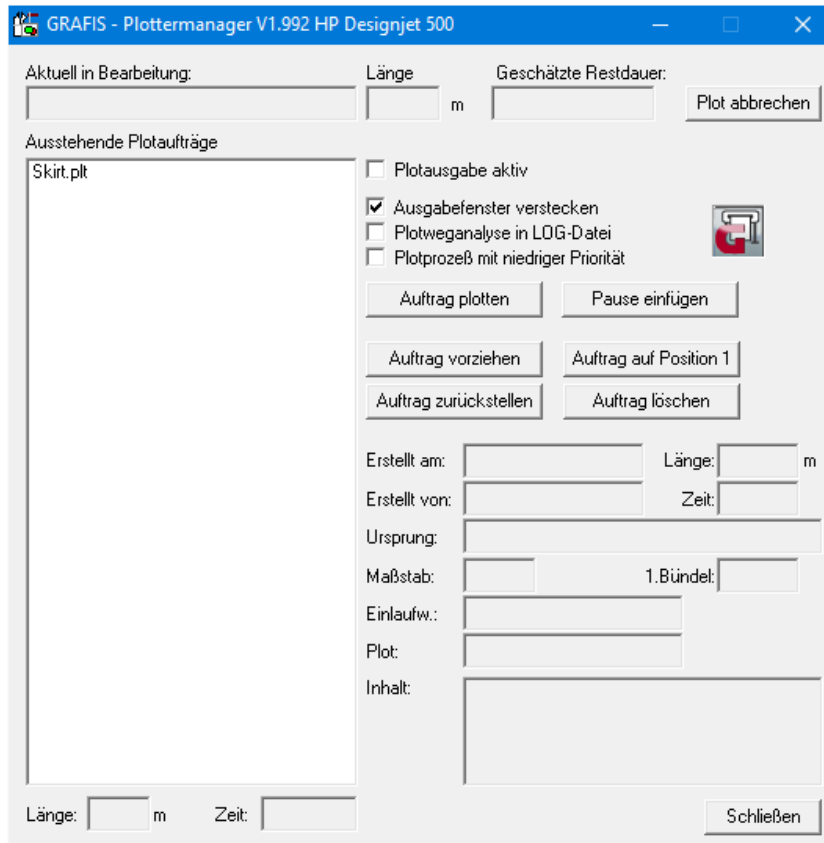 GRAFIS - Plottermanager V1.992 HP Designjet 500
Aktuell in Bearbeitung: Länge Geschätzte Restdauer:
m Plot abbrechen
Ausstehende Plotaufträge
Skirt.plt
Plotausgabe aktiv
Ausgabefenster verstecken
Plotweganalyse in LOG-Datei
Plotprozeß mit niedriger Priorität
Auftrag plotten Pause einfügen
Auftrag vorziehen Auftrag auf Position 1
Auftrag zurückstellen Auftrag löschen
Erstellt am: Länge: m
Erstellt von: Zeit:
Ursprung:
Maßstab: 1.Bündel:
Einlaufw.:
Plot:
Inhalt:
Länge: m Zeit: Schließen